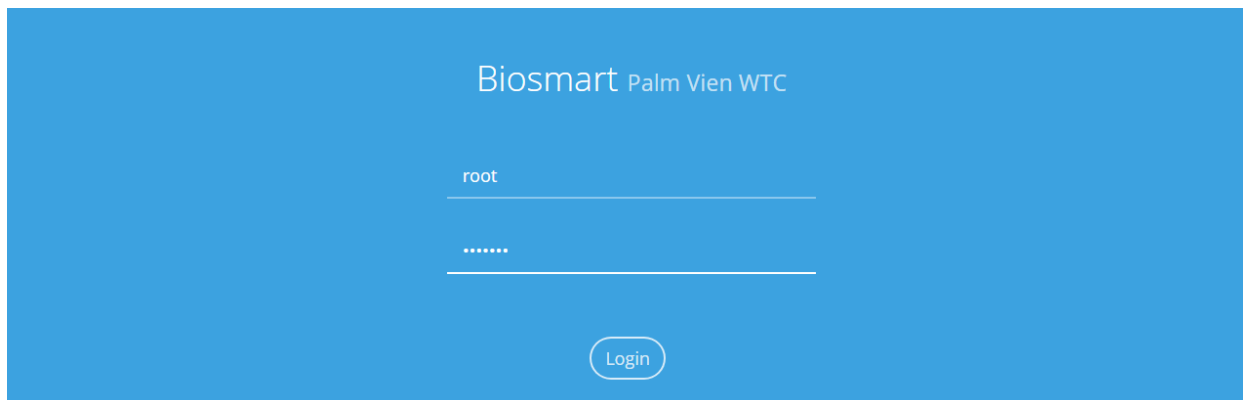 Biosmart Palm Vien WTC
root
•••••••
Login